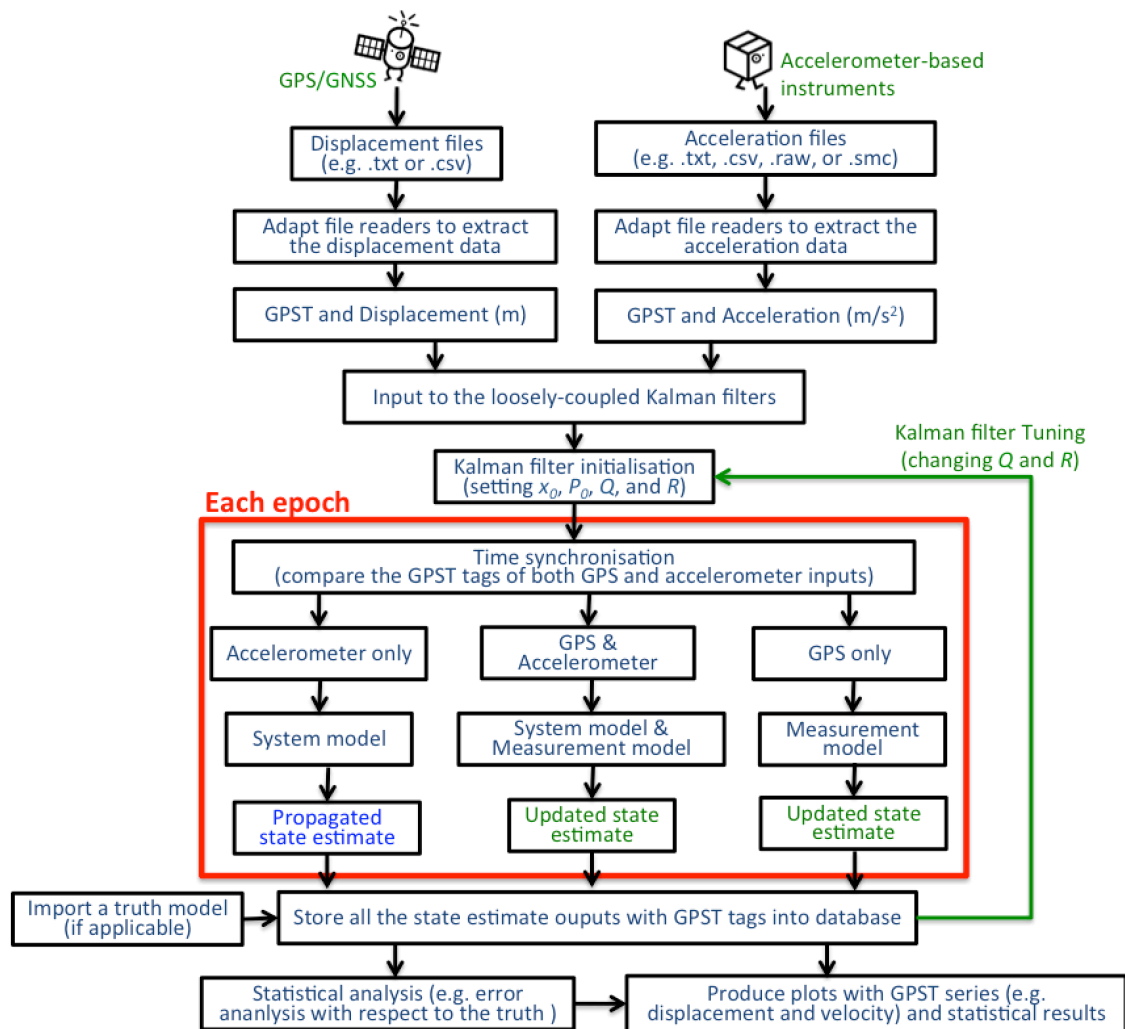 GPS/GNSS
Accelerometer-based
instruments
Displacement files
(e.g. .txt or .csv)
Acceleration files
(e.g. .txt, .csv, .raw, or .smc)
Adapt file readers to extract
the displacement data
Adapt file readers to extract the
acceleration data
GPST and Displacement (m)
GPST and Acceleration (m/s²)
Input to the loosely-coupled Kalman filters
Kalman filter Tuning
(changing Q and R)
Kalman filter initialisation
(setting x₀, P₀, Q, and R)
Each epoch
Time synchronisation
(compare the GPST tags of both GPS and accelerometer inputs)
Accelerometer only
GPS &
Accelerometer
GPS only
System model
System model &
Measurement model
Measurement
model
Propagated
state estimate
Updated state
estimate
Updated state
estimate
Import a truth model
(if applicable)
Store all the state estimate ouputs with GPST tags into database
Statistical analysis (e.g. error
ananlysis with respect to the truth )
Produce plots with GPST series (e.g.
displacement and velocity) and statistical results